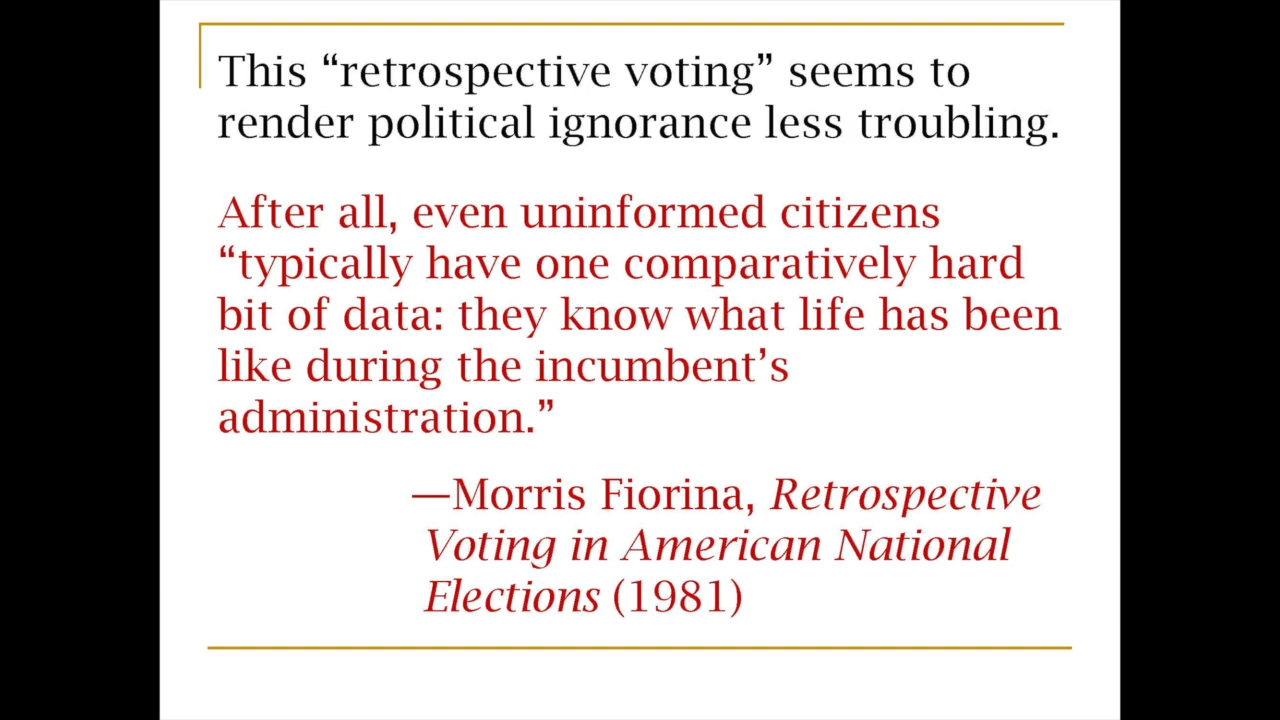 This “retrospective voting” seems to
render political ignorance less troubling.
After all, even uninformed citizens
“typically have one comparatively hard
bit of data: they know what life has been
like during the incumbent’s
administration.”
—Morris Fiorina, Retrospective
Voting in American National
Elections (1981)